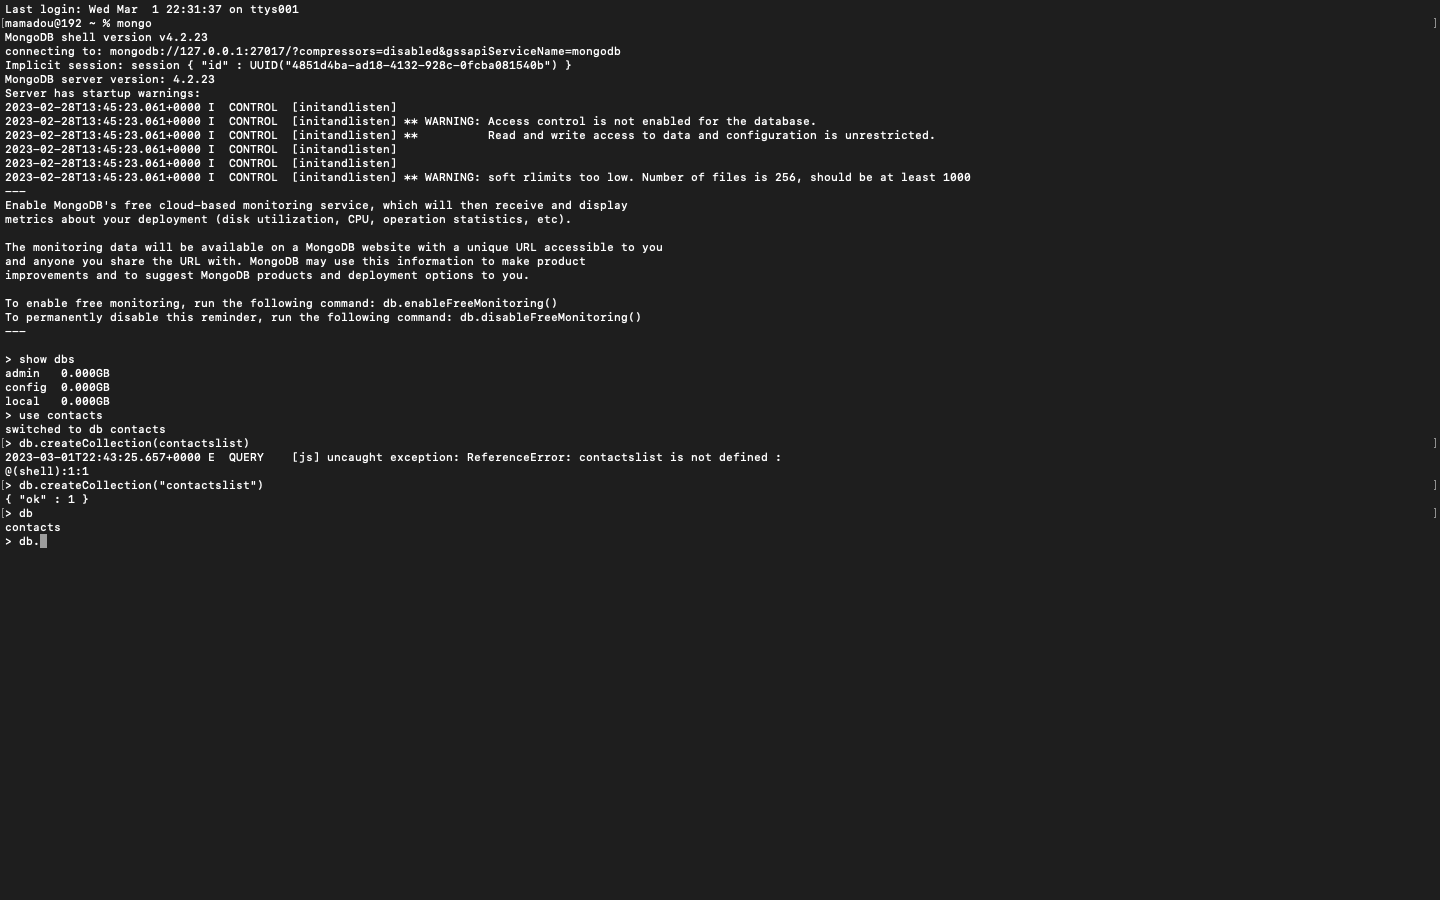 Last login: Wed Mar  1 22:31:37 on ttys001
[mamadou@192 ~ % mongo ]
MongoDB shell version v4.2.23
connecting to: mongodb://127.0.0.1:27017/?compressors=disabled&gssapiServiceName=mongodb
Implicit session: session { "id" : UUID("4851d4ba-ad18-4132-928c-0fcba081540b") }
MongoDB server version: 4.2.23
Server has startup warnings:
2023-02-28T13:45:23.061+0000 I  CONTROL  [initandlisten]
2023-02-28T13:45:23.061+0000 I  CONTROL  [initandlisten] ** WARNING: Access control is not enabled for the database.
2023-02-28T13:45:23.061+0000 I  CONTROL  [initandlisten] **          Read and write access to data and configuration is unrestricted.
2023-02-28T13:45:23.061+0000 I  CONTROL  [initandlisten]
2023-02-28T13:45:23.061+0000 I  CONTROL  [initandlisten]
2023-02-28T13:45:23.061+0000 I  CONTROL  [initandlisten] ** WARNING: soft rlimits too low. Number of files is 256, should be at least 1000
---
Enable MongoDB's free cloud-based monitoring service, which will then receive and display
metrics about your deployment (disk utilization, CPU, operation statistics, etc).

The monitoring data will be available on a MongoDB website with a unique URL accessible to you
and anyone you share the URL with. MongoDB may use this information to make product
improvements and to suggest MongoDB products and deployment options to you.

To enable free monitoring, run the following command: db.enableFreeMonitoring()
To permanently disable this reminder, run the following command: db.disableFreeMonitoring()
---

> show dbs
admin   0.000GB
config  0.000GB
local   0.000GB
> use contacts
switched to db contacts
[> db.createCollection(contactslist) ]
2023-03-01T22:43:25.657+0000 E  QUERY    [js] uncaught exception: ReferenceError: contactslist is not defined :
@(shell):1:1
[> db.createCollection("contactslist") ]
{ "ok" : 1 }
[> db ]
contacts
> db.